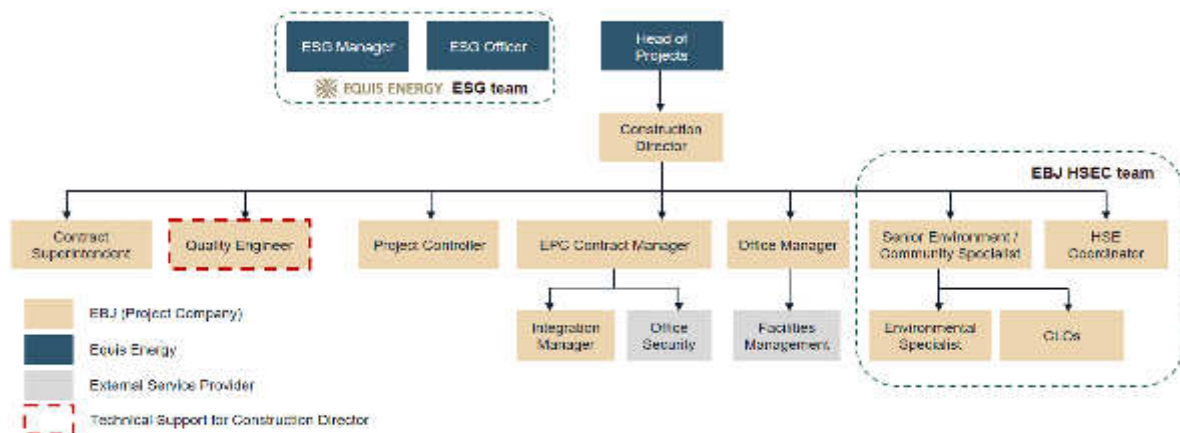 ESG Manager
ESG Officer
Head of
Projects
EQUIS ENERGY ESG team
Construction
Director
EBJ HSEC team
Contract
Superintendent
Quality Engineer
Project Controller
EPC Contract Manager
Office Manager
Senior Environment /
Community Specialist
HSE
Coordinator
Integration
Manager
Office
Security
Facilities
Management
Environmental
Specialist
CLOs
EBJ (Project Company)
Equis Energy
External Service Provider
Technical Support for Construction Director